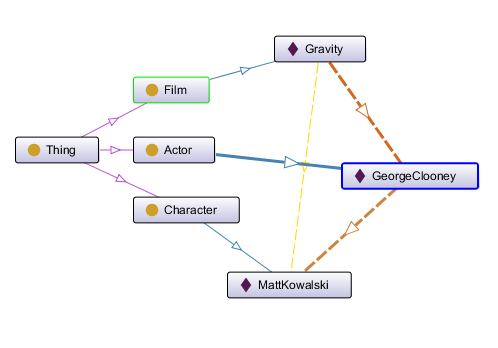 Gravity
Film
Thing
Actor
GeorgeClooney
Character
MattKowalski